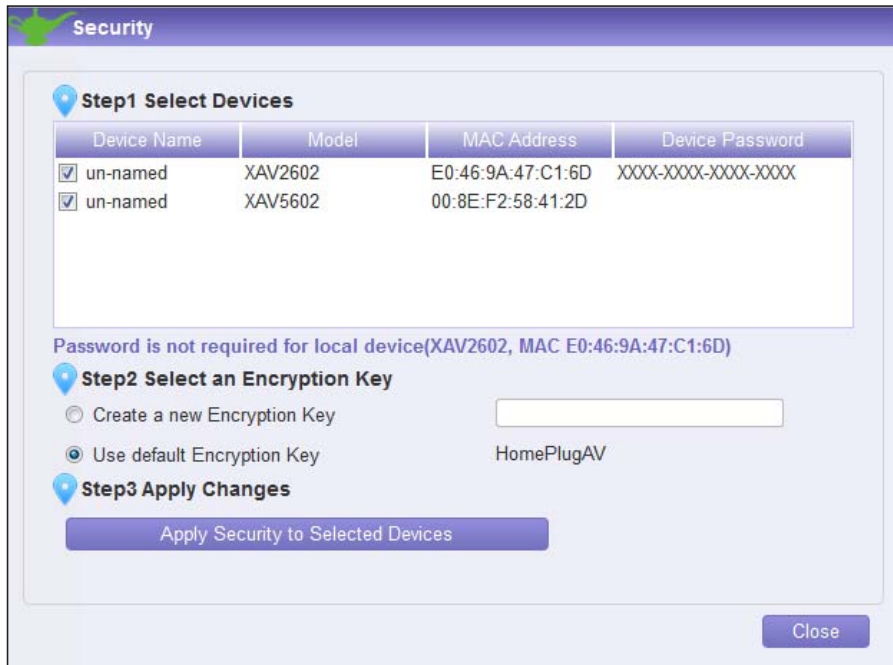 Security
Step1 Select Devices
Device Name Model MAC Address Device Password
un-named XAV2602 E0:46:9A:47:C1:6D XXXX-XXXX-XXXX-XXXX
un-named XAV5602 00:8E:F2:58:41:2D
Password is not required for local device(XAV2602, MAC E0:46:9A:47:C1:6D)
Step2 Select an Encryption Key
Create a new Encryption Key
Use default Encryption Key HomePlugAV
Step3 Apply Changes
Apply Security to Selected Devices
Close